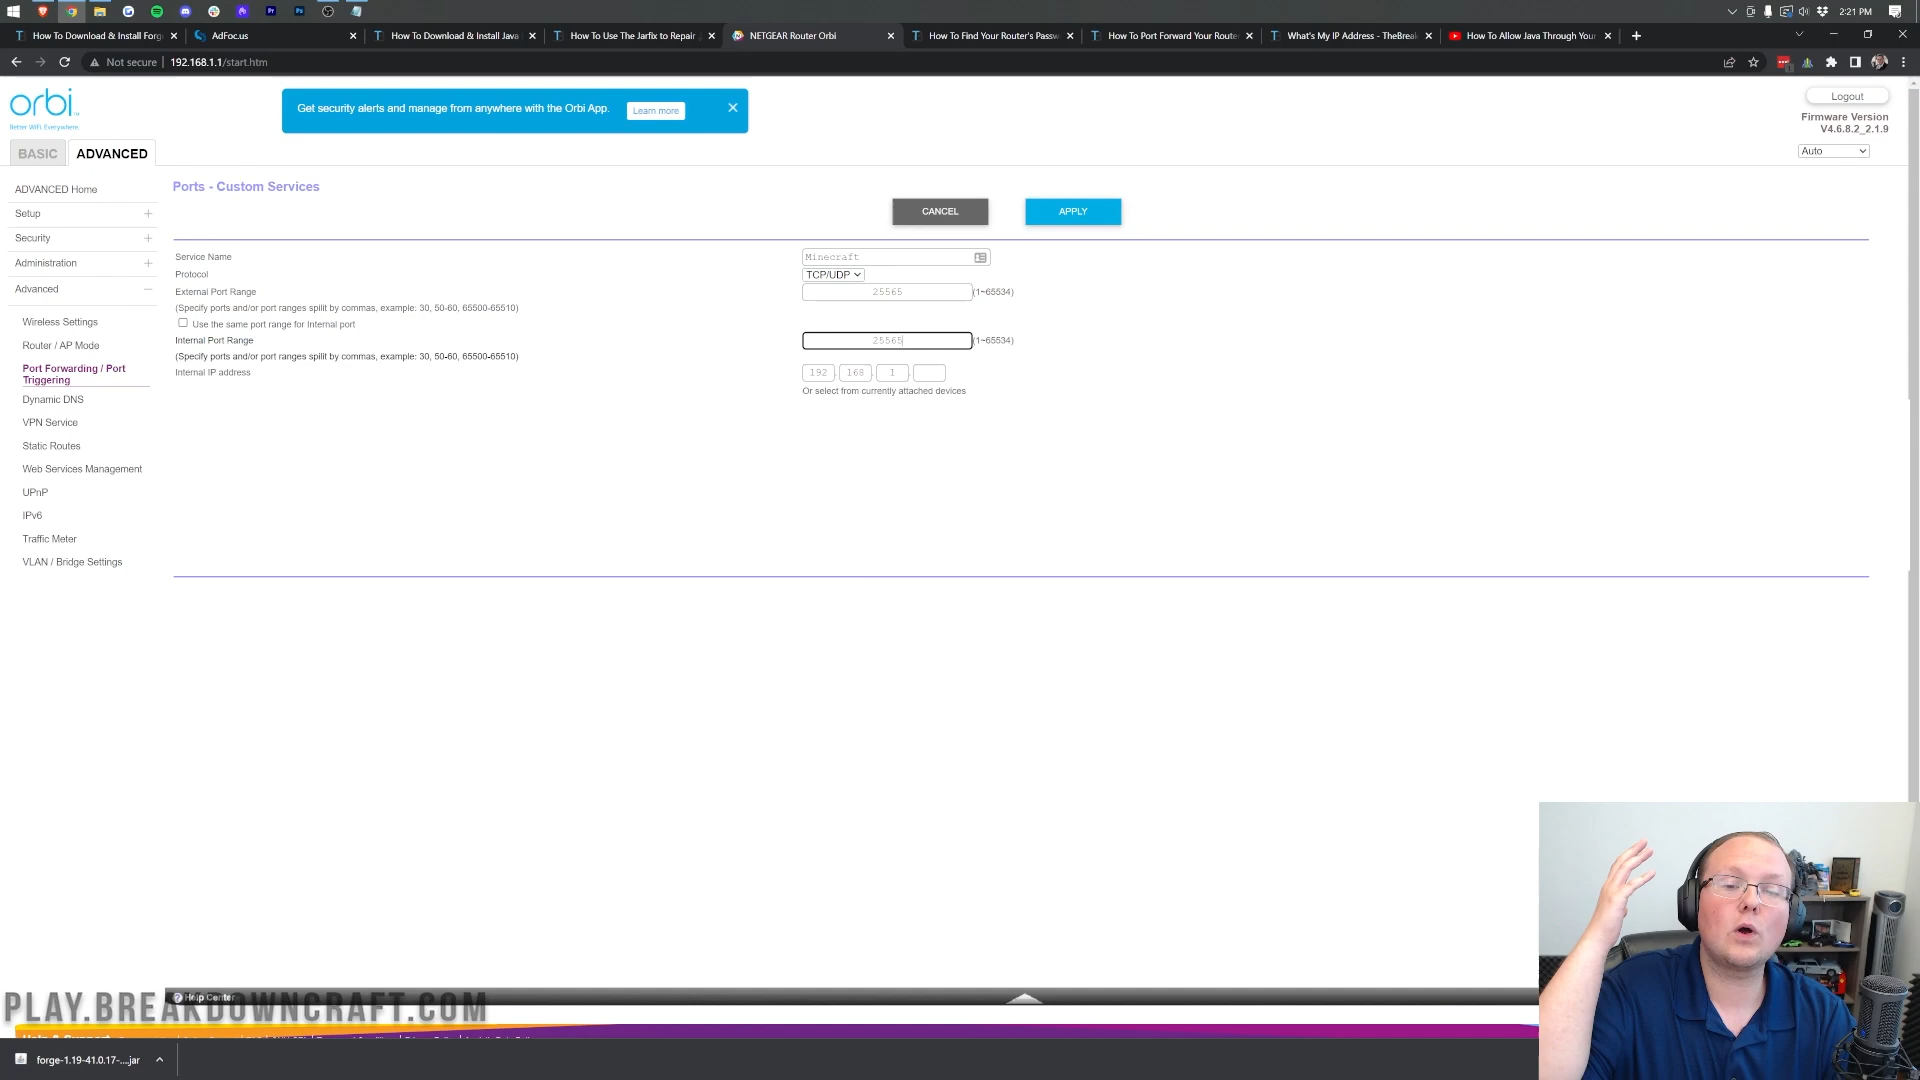 2:21 PM
How To Download & Install Forg
AdFoc.us
How To Download & Install Java
How To Use The Jarfix to Repair
NETGEAR Router Orbi
How To Find Your Router's Passw
How To Port Forward Your Route
What's My IP Address - TheBreak
How To Allow Java Through Your
Not secure
192.168.1.1/start.htm
orbi
Better WiFi. Everywhere.
Get security alerts and manage from anywhere with the Orbi App.
Learn more
Logout
Firmware Version
V4.6.8.2_2.1.9
Auto
BASIC
ADVANCED
ADVANCED Home
Setup
Security
Administration
Advanced
Wireless Settings
Router / AP Mode
Port Forwarding / Port
Triggering
Dynamic DNS
VPN Service
Static Routes
Web Services Management
UPnP
IPv6
Traffic Meter
VLAN / Bridge Settings
Ports - Custom Services
CANCEL
APPLY
Service Name
Minecraft
Protocol
TCP/UDP
External Port Range
25565
(1~65534)
(Specify ports and/or port ranges spilit by commas, example: 30, 50-60, 65500-65510)
Use the same port range for Internal port
Internal Port Range
25565
(1~65534)
(Specify ports and/or port ranges spilit by commas, example: 30, 50-60, 65500-65510)
Internal IP address
192 . 168 . 1 .
Or select from currently attached devices
Help Center
PLAY.BREAKDOWNCRAFT.COM
forge-1.19-41.0.17-....jar